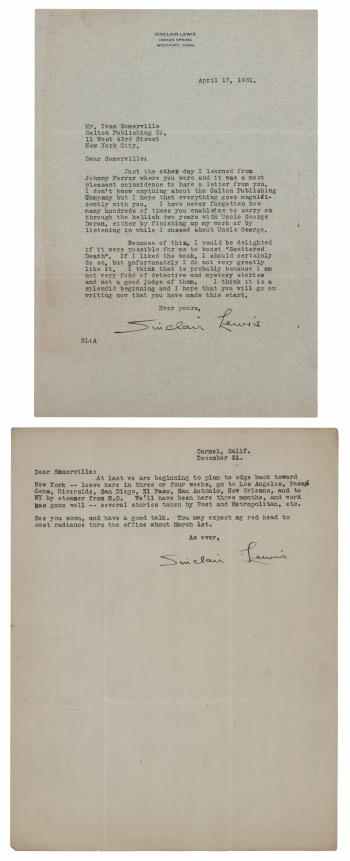 SINCLAIR LEWIS
INDIAN SPRING
WESTPORT, CONN.
April 17, 1931.
Mr. Ivan Somerville
Galton Publishing Co.
11 West 43rd Street
New York City.
Dear Somerville:
Just the other day I learned from
Johnny Farrar where you were and it was a most
pleasant coincidence to have a letter from you.
I don't know anything about the Galton Publishing
Company but I hope that everything goes magnifi-
cently with you. I have never forgotten how
many hundreds of times you enabled me to carry on
through the hellish two years with Uncle George
Doran, either by finishing up my work or by
listening in while I cussed about Uncle George.
Because of this, I would be delighted
if it were possible for me to boost "Scattered
Death". If I liked the book, I should certainly
do so, but unfortunately I do not very greatly
like it. I think that is probably because I am
not very fond of detective and mystery stories
and not a good judge of them. I think it is a
splendid beginning and I hope that you will go on
writing now that you have made this start.
Ever yours,
Sinclair Lewis
SL:A
Carmel, Calif.
December 31.
Dear Somerville:
At last we are beginning to plan to edge back toward
New York -- leave here in three or four weeks, go to Los Angeles, Pasa
dena, Riverside, San Diego, El Paso, San Antonio, New Orleans, and to
NY by steamer from N.O. We'll have been here three months, and work
has gone well -- several stories taken by Post and Metropolitan, etc.
See you soon, and have a good talk. You may expect my red head to
cast radiance thru the office about March 1st.
As ever,
Sinclair Lewis